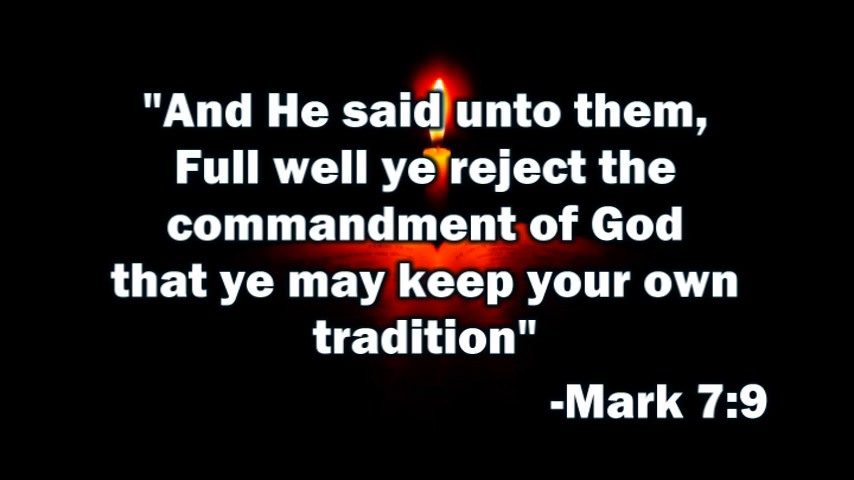 "And He said unto them,
Full well ye reject the
commandment of God
that ye may keep your own
tradition"
-Mark 7:9